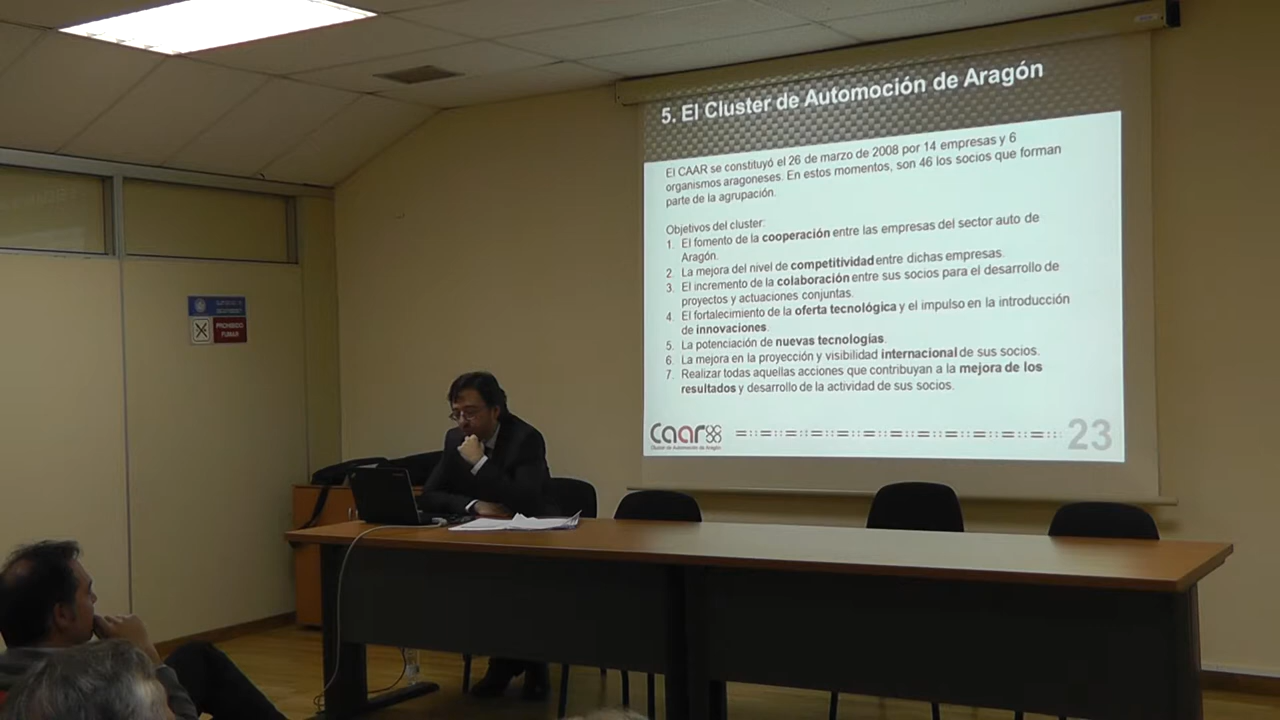 5. El Cluster de Automoción de Aragón
El CAAR se constituyó el 26 de marzo de 2008 por 14 empresas y 6
organismos aragoneses. En estos momentos, son 46 los socios que forman
parte de la agrupación.
Objetivos del cluster:
1. El fomento de la cooperación entre las empresas del sector auto de
Aragón.
2. La mejora del nivel de competitividad entre dichas empresas.
3. El incremento de la colaboración entre sus socios para el desarrollo de
proyectos y actuaciones conjuntas.
4. El fortalecimiento de la oferta tecnológica y el impulso en la introducción
de innovaciones.
5. La potenciación de nuevas tecnologías.
6. La mejora en la proyección y visibilidad internacional de sus socios.
7. Realizar todas aquellas acciones que contribuyan a la mejora de los
resultados y desarrollo de la actividad de sus socios.
caar
Cluster de Automoción de Aragón
23
PROHIBIDO
FUMAR